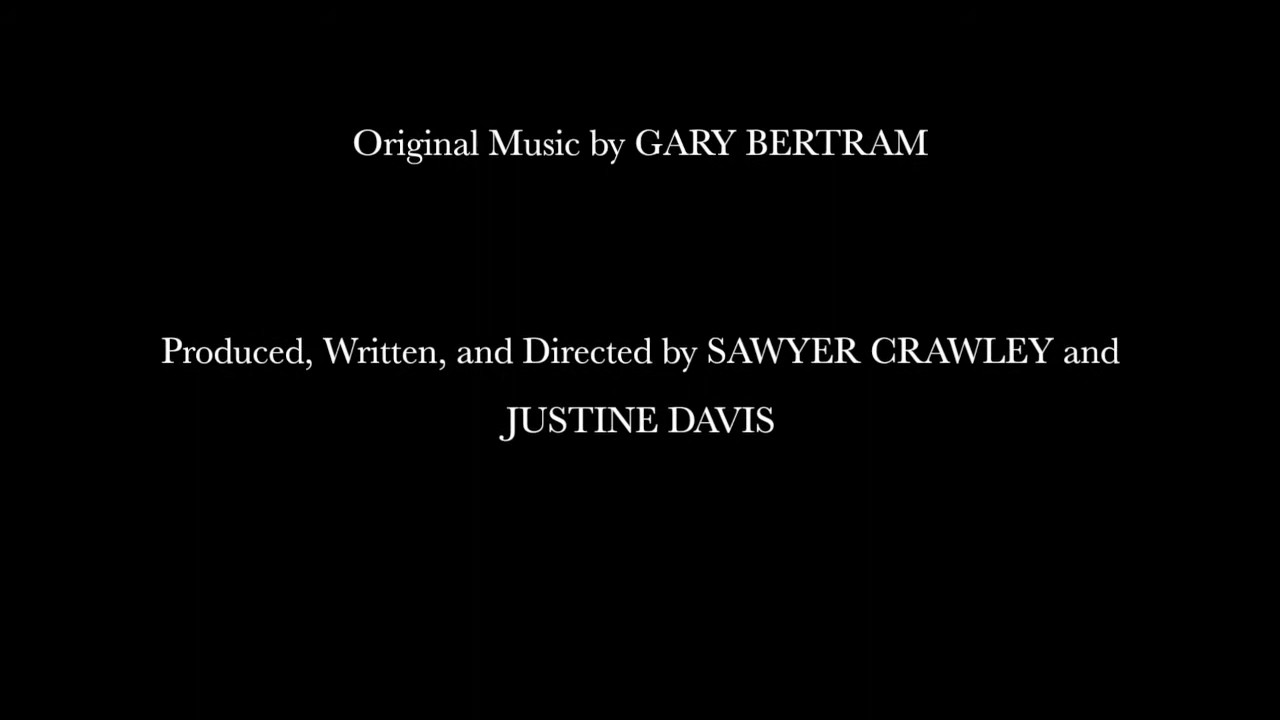 Original Music by GARY BERTRAM
Produced, Written, and Directed by SAWYER CRAWLEY and
JUSTINE DAVIS